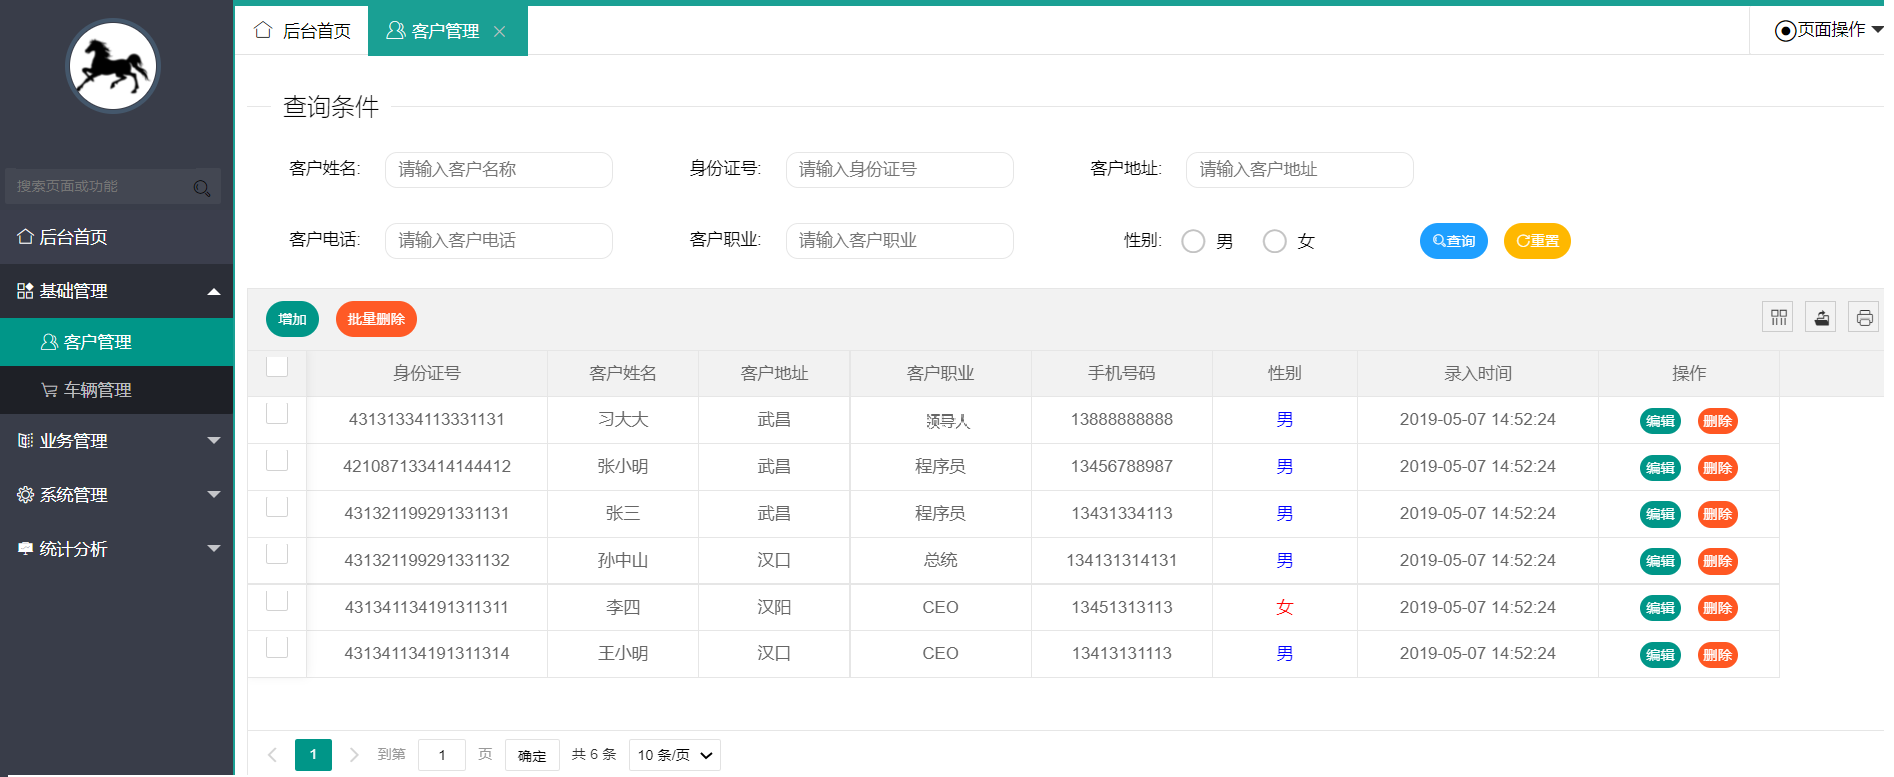 后台首页 客户管理 页面操作
查询条件
搜索页面或功能
后台首页
基础管理
客户管理
车辆管理
业务管理
系统管理
统计分析
客户姓名: 请输入客户名称 身份证号: 请输入身份证号 客户地址: 请输入客户地址
客户电话: 请输入客户电话 客户职业: 请输入客户职业 性别: 男 女 查询 重置
增加 批量删除
身份证号 客户姓名 客户地址 客户职业 手机号码 性别 录入时间 操作
43131334113331131 习大大 武昌 领导人 13888888888 男 2019-05-07 14:52:24 编辑 删除
421087133414144412 张小明 武昌 程序员 13456788987 男 2019-05-07 14:52:24 编辑 删除
431321199291331131 张三 武昌 程序员 13431334113 男 2019-05-07 14:52:24 编辑 删除
431321199291331132 孙中山 汉口 总统 134131314131 男 2019-05-07 14:52:24 编辑 删除
431341134191311311 李四 汉阳 CEO 13451313113 女 2019-05-07 14:52:24 编辑 删除
431341134191311314 王小明 汉口 CEO 13413131113 男 2019-05-07 14:52:24 编辑 删除
1 到第 1 页 确定 共 6 条 10 条/页